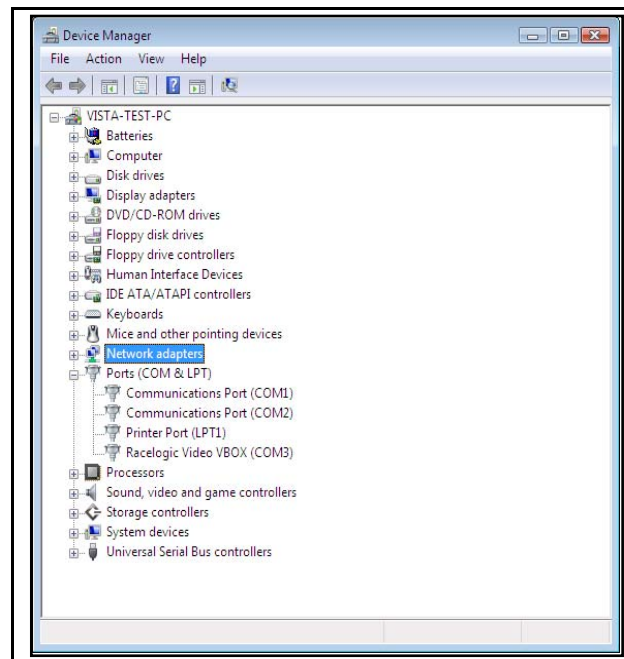 Device Manager
File Action View Help
VISTA-TEST-PC
Batteries
Computer
Disk drives
Display adapters
DVD/CD-ROM drives
Floppy disk drives
Floppy drive controllers
Human Interface Devices
IDE ATA/ATAPI controllers
Keyboards
Mice and other pointing devices
Network adapters
Ports (COM & LPT)
Communications Port (COM1)
Communications Port (COM2)
Printer Port (LPT1)
Racelogic Video VBOX (COM3)
Processors
Sound, video and game controllers
Storage controllers
System devices
Universal Serial Bus controllers